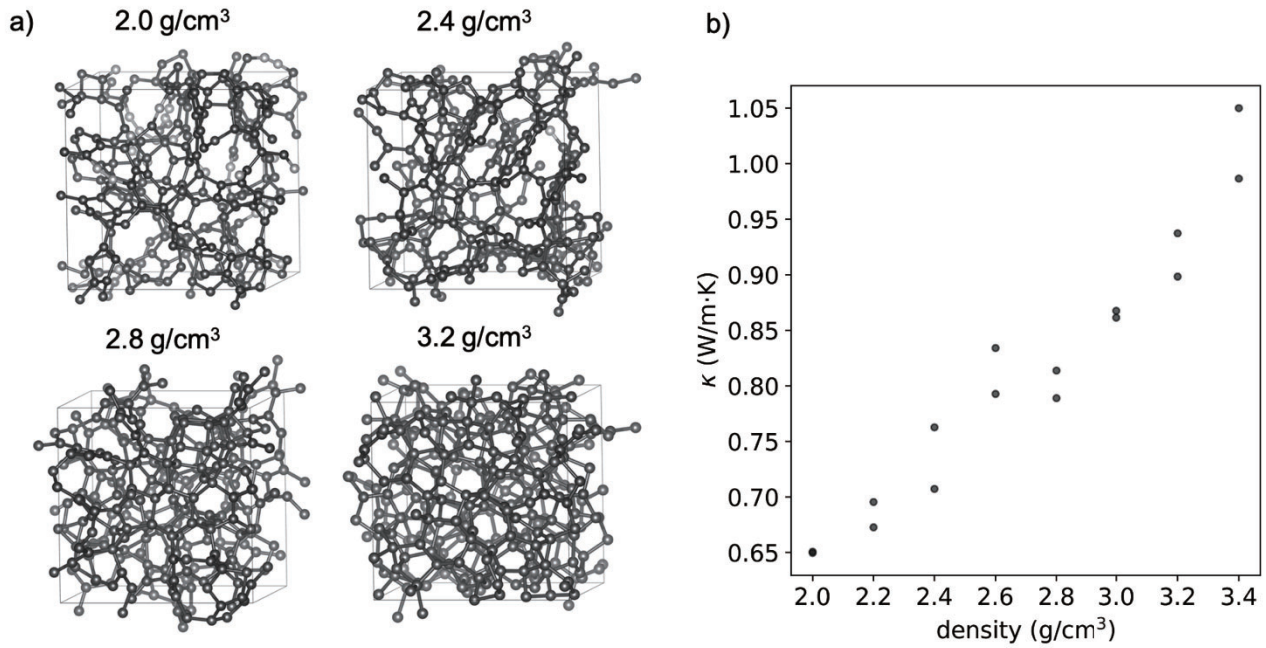 a)
2.0 g/cm³
2.4 g/cm³
2.8 g/cm³
3.2 g/cm³
b)
κ (W/m·K)
1.05
1.00
0.95
0.90
0.85
0.80
0.75
0.70
0.65
2.0 2.2 2.4 2.6 2.8 3.0 3.2 3.4
density (g/cm³)